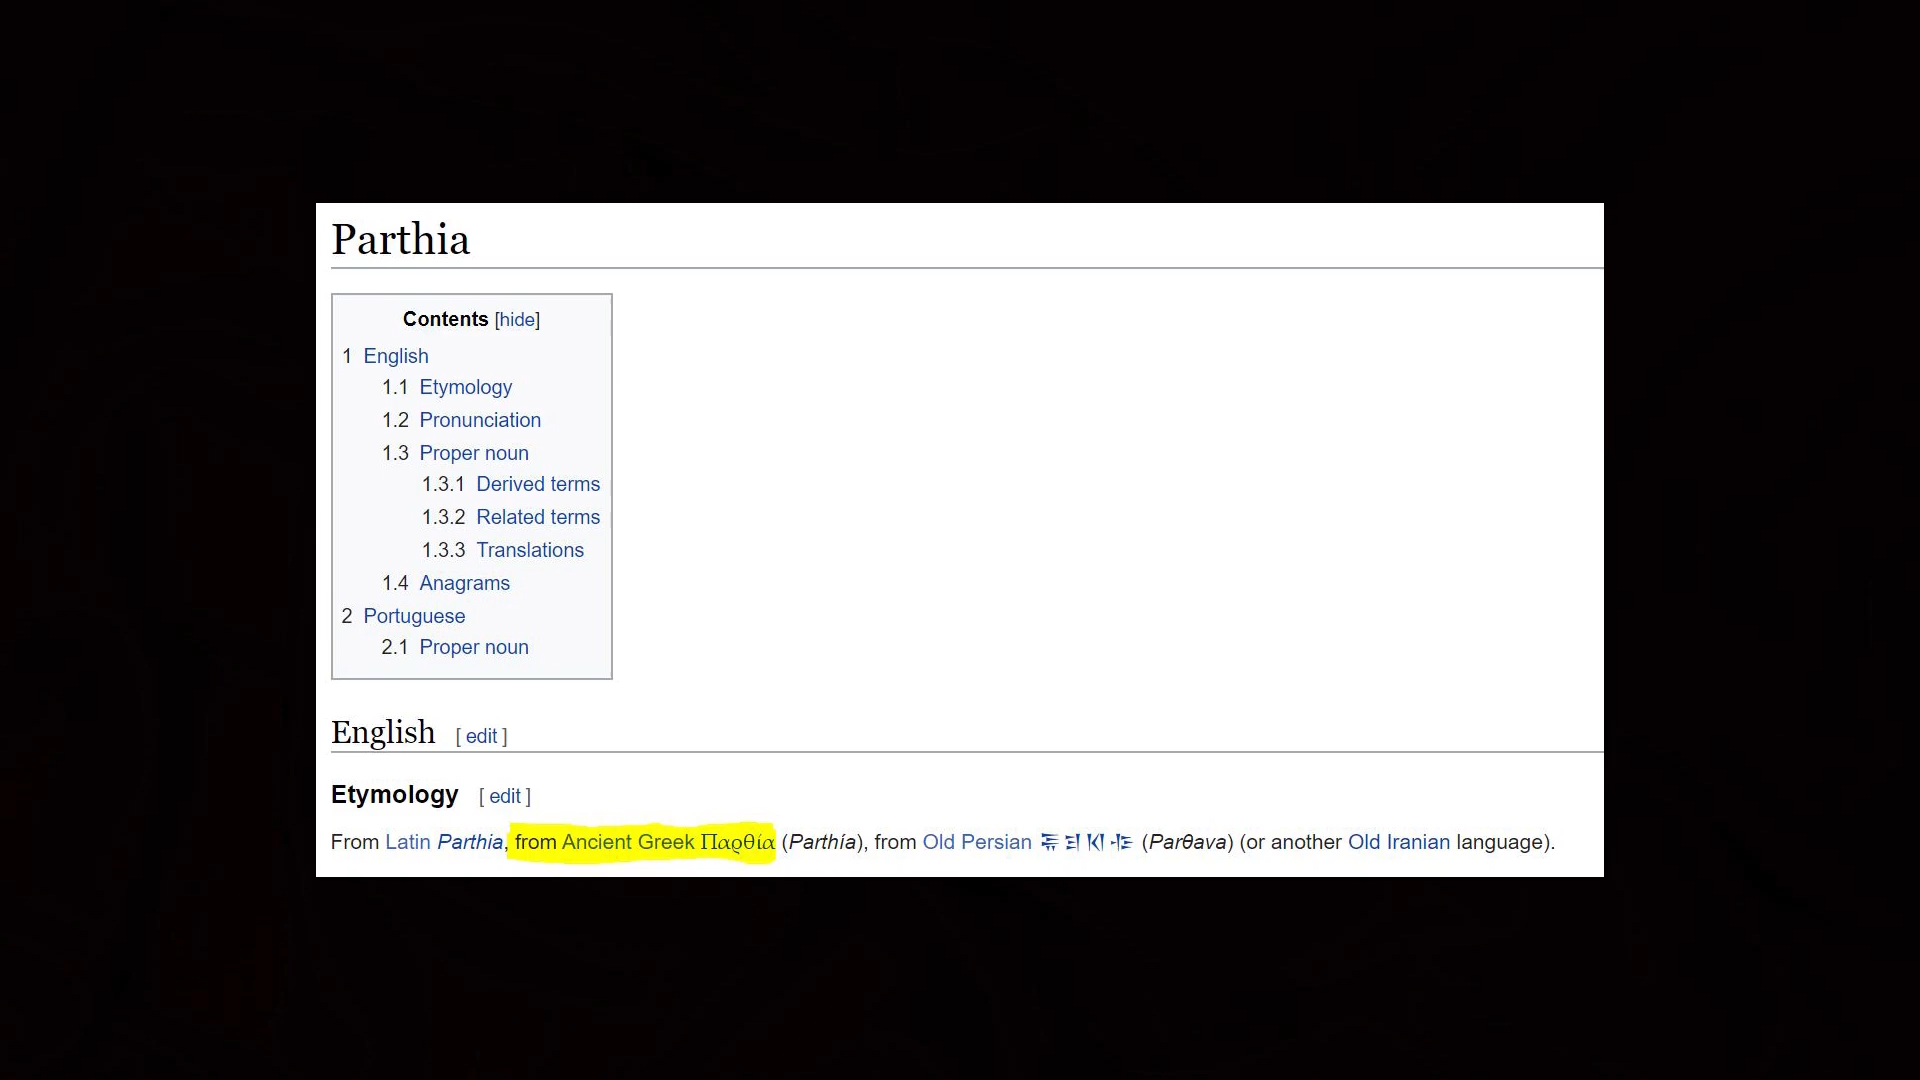 Parthia
Contents [hide]
1 English
1.1 Etymology
1.2 Pronunciation
1.3 Proper noun
1.3.1 Derived terms
1.3.2 Related terms
1.3.3 Translations
1.4 Anagrams
2 Portuguese
2.1 Proper noun
English [ edit ]
Etymology [ edit ]
From Latin Parthia, from Ancient Greek Παρθία (Parthía), from Old Persian 𐎱𐎼𐎰𐎺 (Parθava) (or another Old Iranian language).